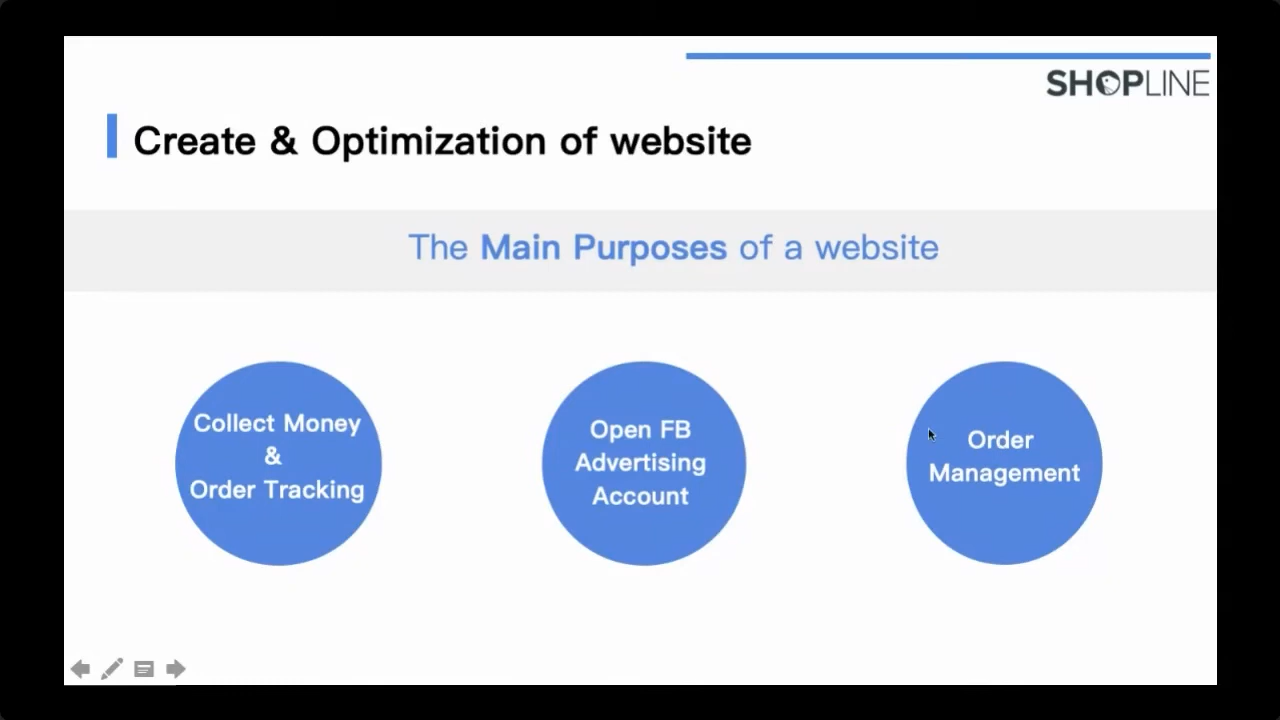 SHOPLINE
Create & Optimization of website
The Main Purposes of a website
Collect Money
&
Order Tracking
Open FB
Advertising
Account
Order
Management